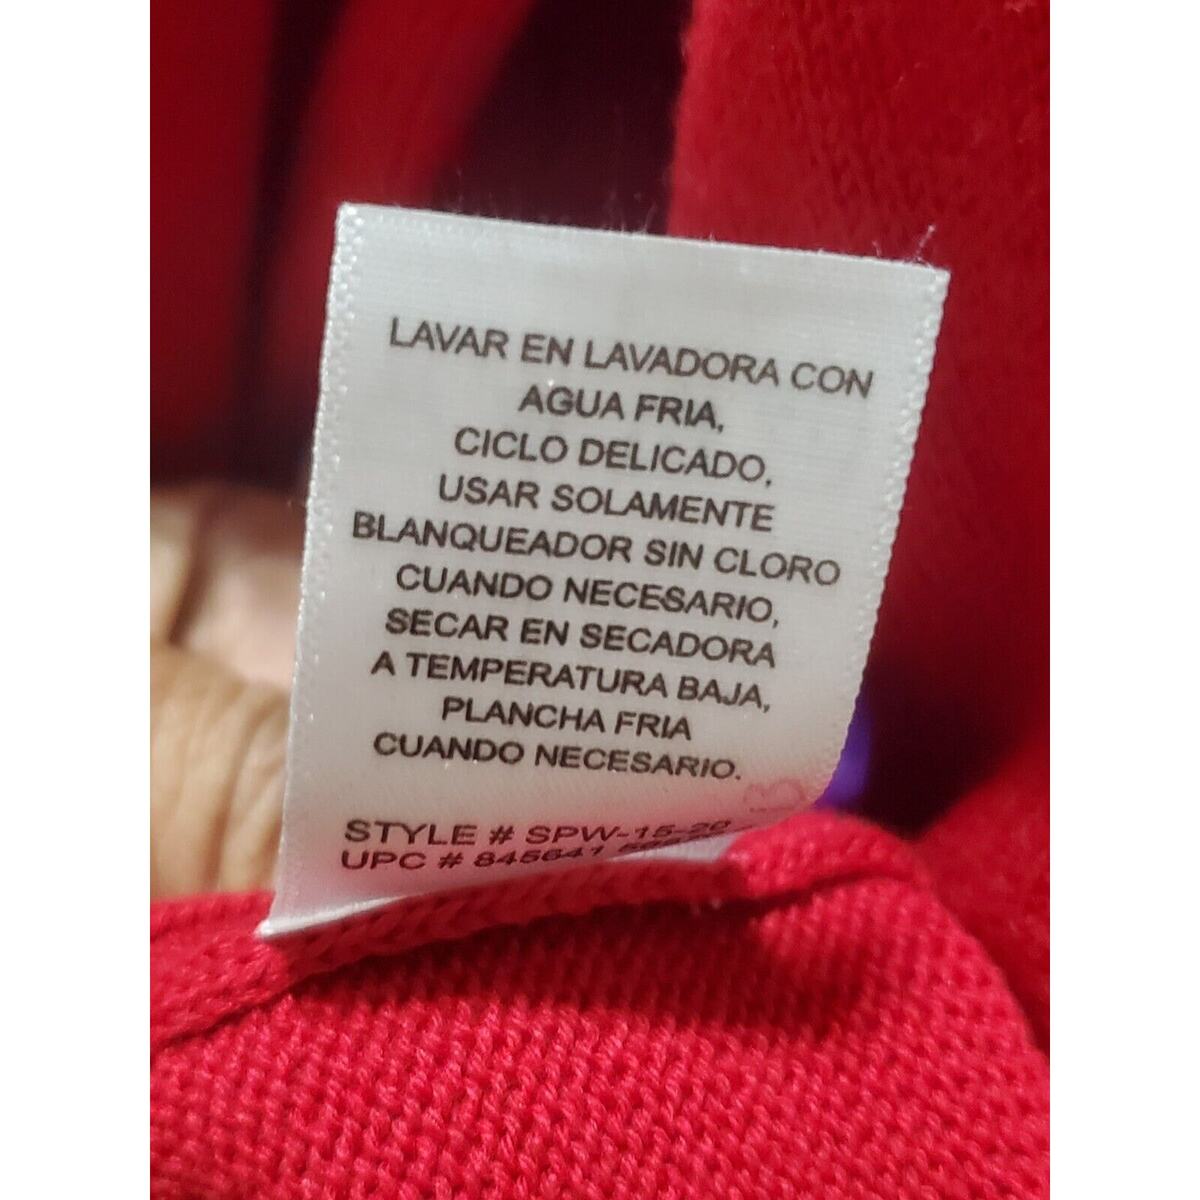 LAVAR EN LAVADORA CON
AGUA FRIA,
CICLO DELICADO,
USAR SOLAMENTE
BLANQUEADOR SIN CLORO
CUANDO NECESARIO,
SECAR EN SECADORA
A TEMPERATURA BAJA,
PLANCHA FRIA
CUANDO NECESARIO.
STYLE # SPW-15-20
UPC # 845641